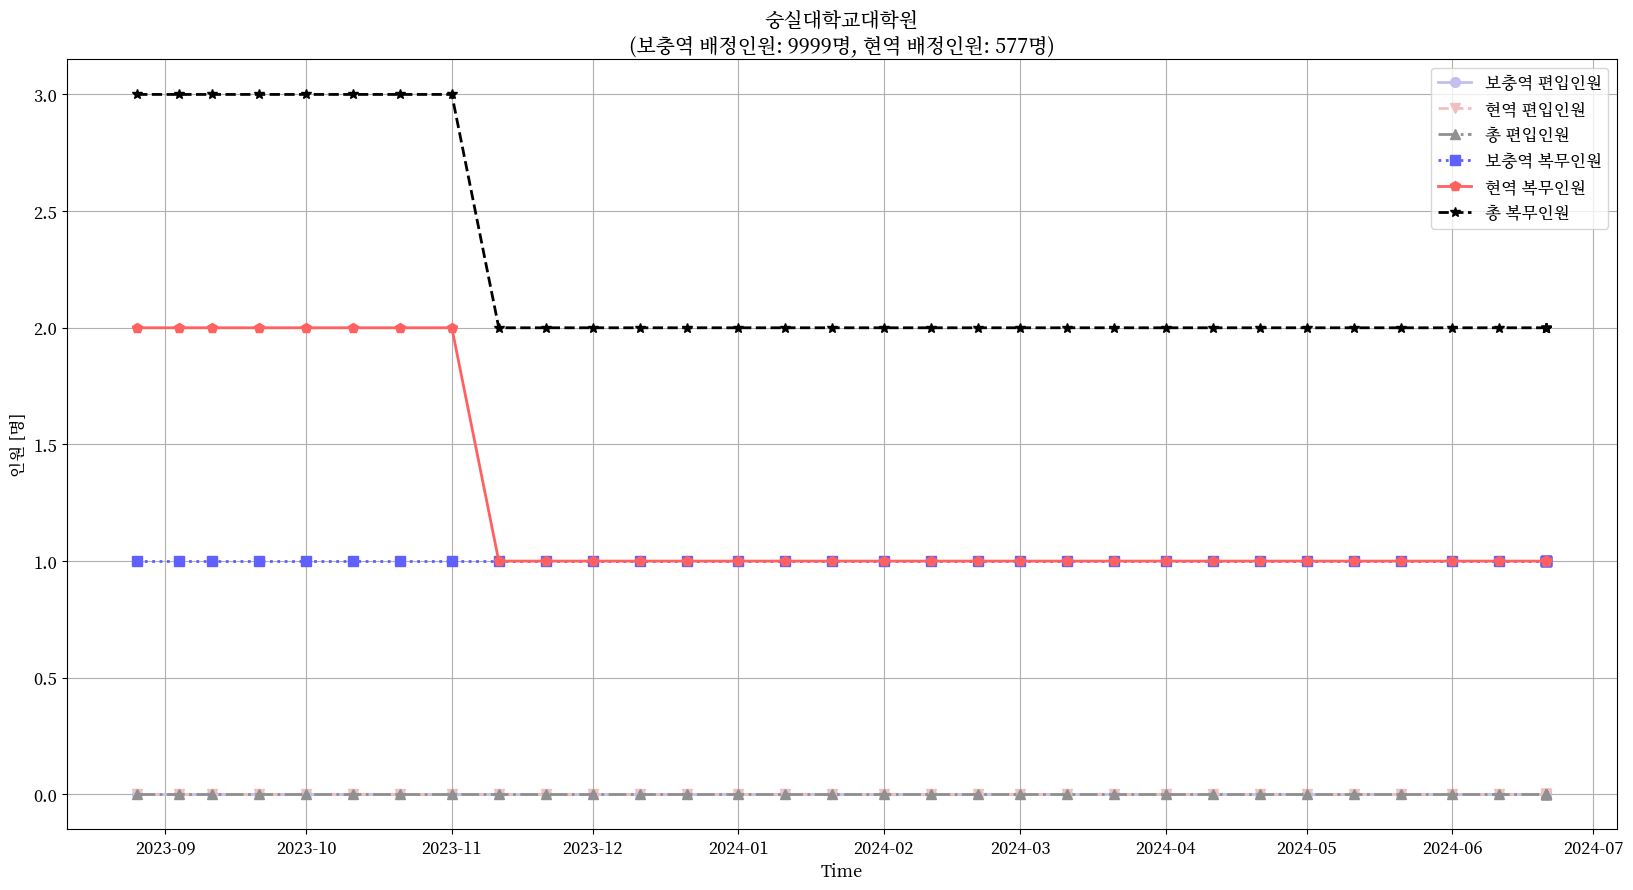 숭실대학교대학원
(보충역 배정인원: 9999명, 현역 배정인원: 577명)
보충역 편입인원
현역 편입인원
총 편입인원
보충역 복무인원
현역 복무인원
총 복무인원
3.0
2.5
2.0
1.5
1.0
0.5
0.0
인원 [명]
2023-09
2023-10
2023-11
2023-12
2024-01
2024-02
2024-03
2024-04
2024-05
2024-06
2024-07
Time